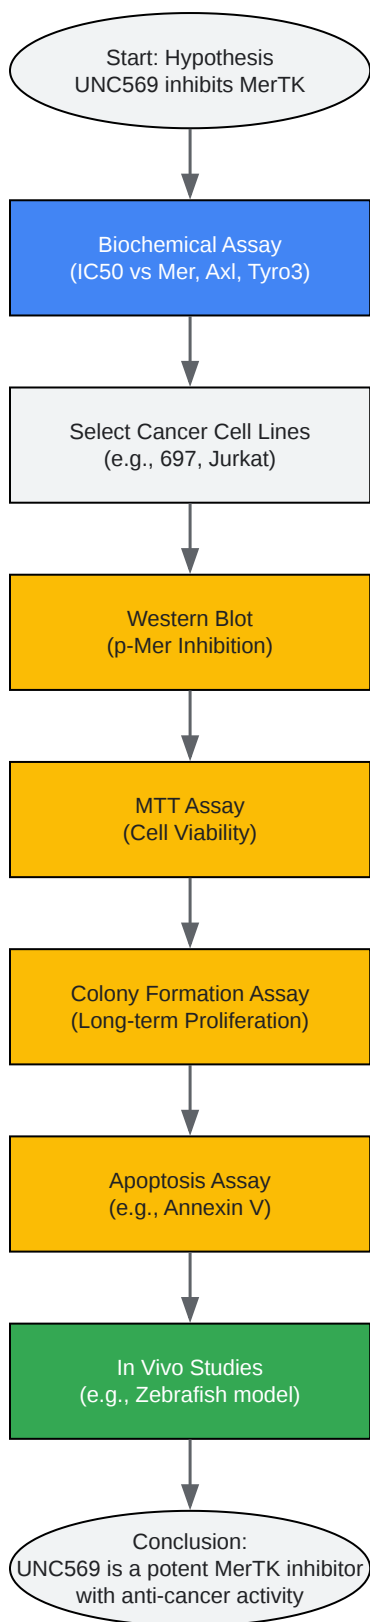 Start: Hypothesis
UNC569 inhibits MerTK
Biochemical Assay
(IC50 vs Mer, Axl, Tyro3)
Select Cancer Cell Lines
(e.g., 697, Jurkat)
Western Blot
(p-Mer Inhibition)
MTT Assay
(Cell Viability)
Colony Formation Assay
(Long-term Proliferation)
Apoptosis Assay
(e.g., Annexin V)
In Vivo Studies
(e.g., Zebrafish model)
Conclusion:
UNC569 is a potent MerTK inhibitor
with anti-cancer activity